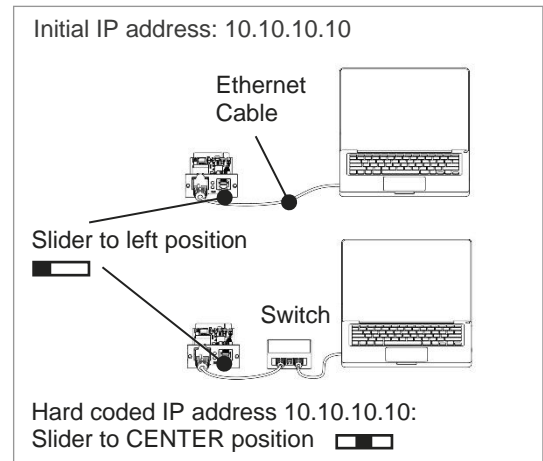 Initial IP address: 10.10.10.10
Ethernet
Cable
Slider to left position
Switch
Hard coded IP address 10.10.10.10:
Slider to CENTER position